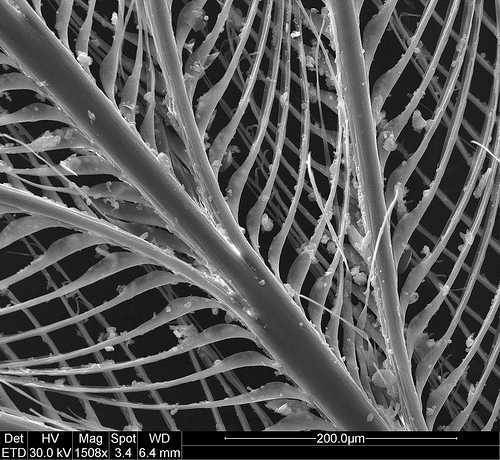 Det HV Mag Spot WD 200.0µm
ETD 30.0 kV 1508x 3.4 6.4 mm